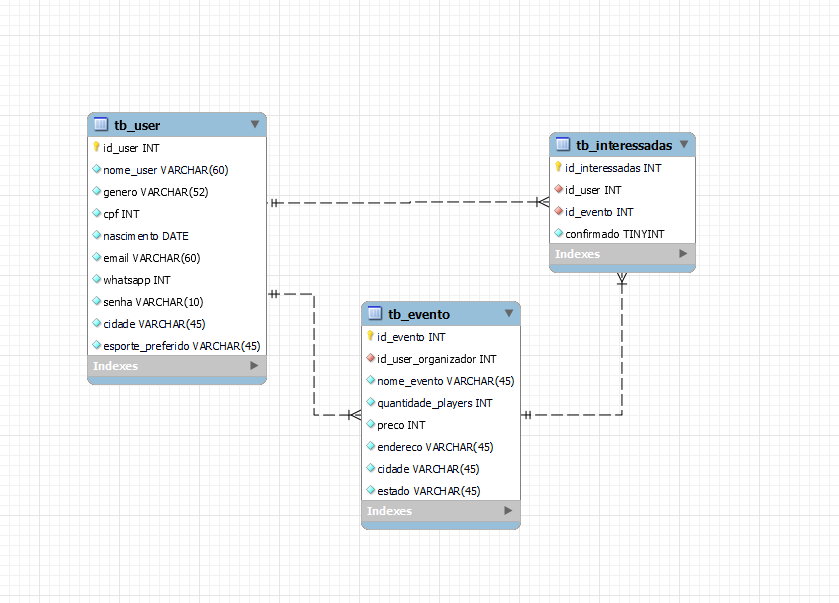 tb_user
id_user INT
nome_user VARCHAR(60)
genero VARCHAR(52)
cpf INT
nascimento DATE
email VARCHAR(60)
whatsapp INT
senha VARCHAR(10)
cidade VARCHAR(45)
esporte_preferido VARCHAR(45)
Indexes
tb_interessadas
id_interessadas INT
id_user INT
id_evento INT
confirmado TINYINT
Indexes
tb_evento
id_evento INT
id_user_organizador INT
nome_evento VARCHAR(45)
quantidade_players INT
preco INT
endereco VARCHAR(45)
cidade VARCHAR(45)
estado VARCHAR(45)
Indexes